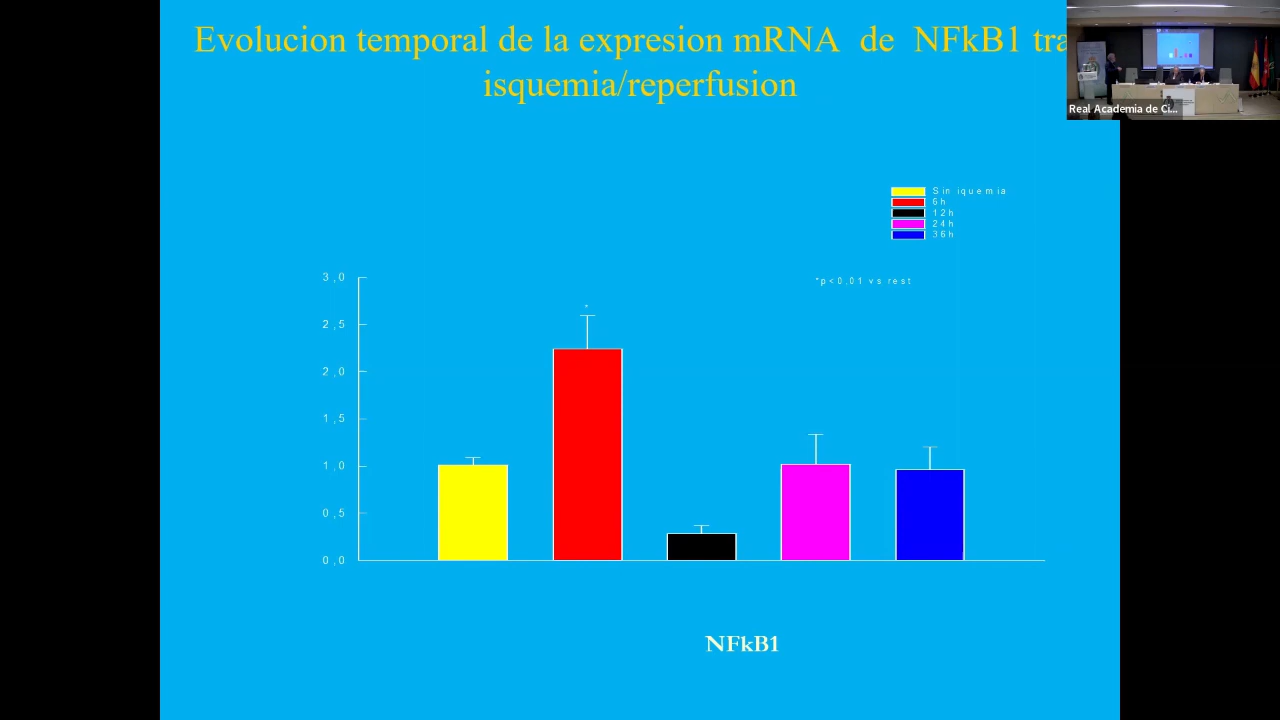 Evolucion temporal de la expresion mRNA de NFkB1 tra
isquemia/reperfusion
Real Academia de Ci...
Sin iquemia
6h
12h
24h
36h
*p<0,01 vs rest
3,0
*
2,5
2,0
1,5
1,0
0,5
0,0
NFkB1